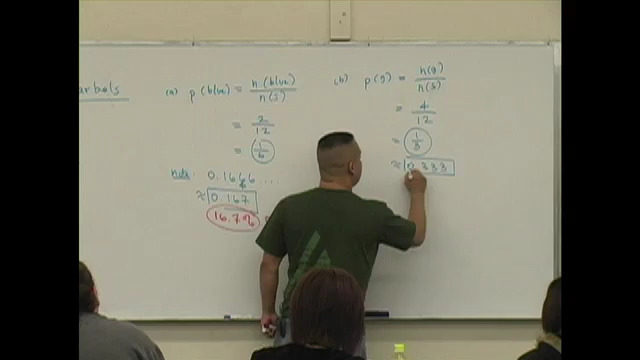 rbels
(a) p(blue) = n(blue)/n(s)
= 2/12
= 1/6
note: 0.1666 ....
≈ 0.167
16.7%
(b) p(g) = n(g)/n(s)
= 4/12
= 1/3
≈ 0.333